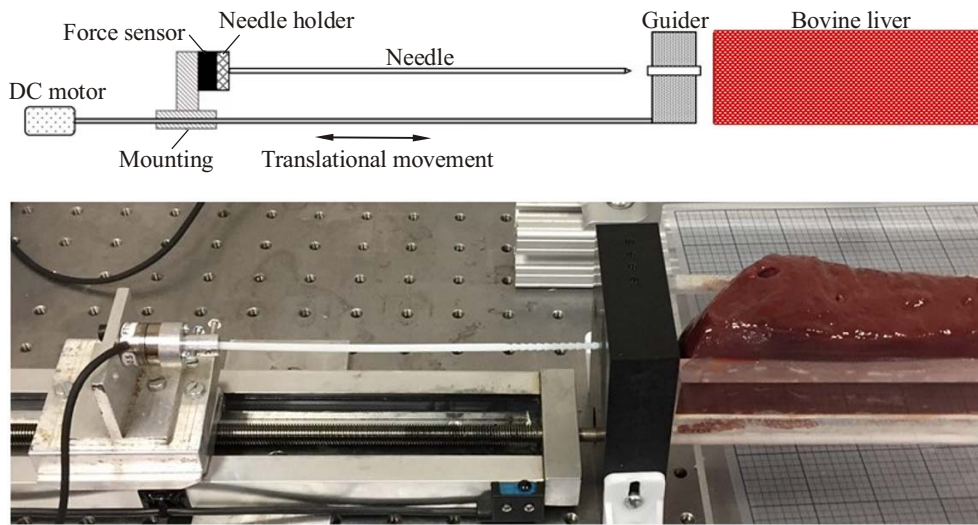 Guider
Bovine liver
Force sensor
Needle holder
Needle
DC motor
Mounting
Translational movement